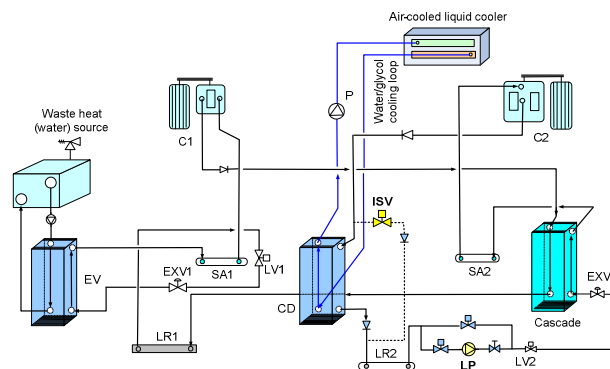 Air-cooled liquid cooler
Water/glycol
cooling loop
P
C1
C2
Waste heat
(water) source
ISV
EV
EXV1
SA1
LV1
CD
SA2
EXV
Cascade
LR1
LR2
LP
LV2